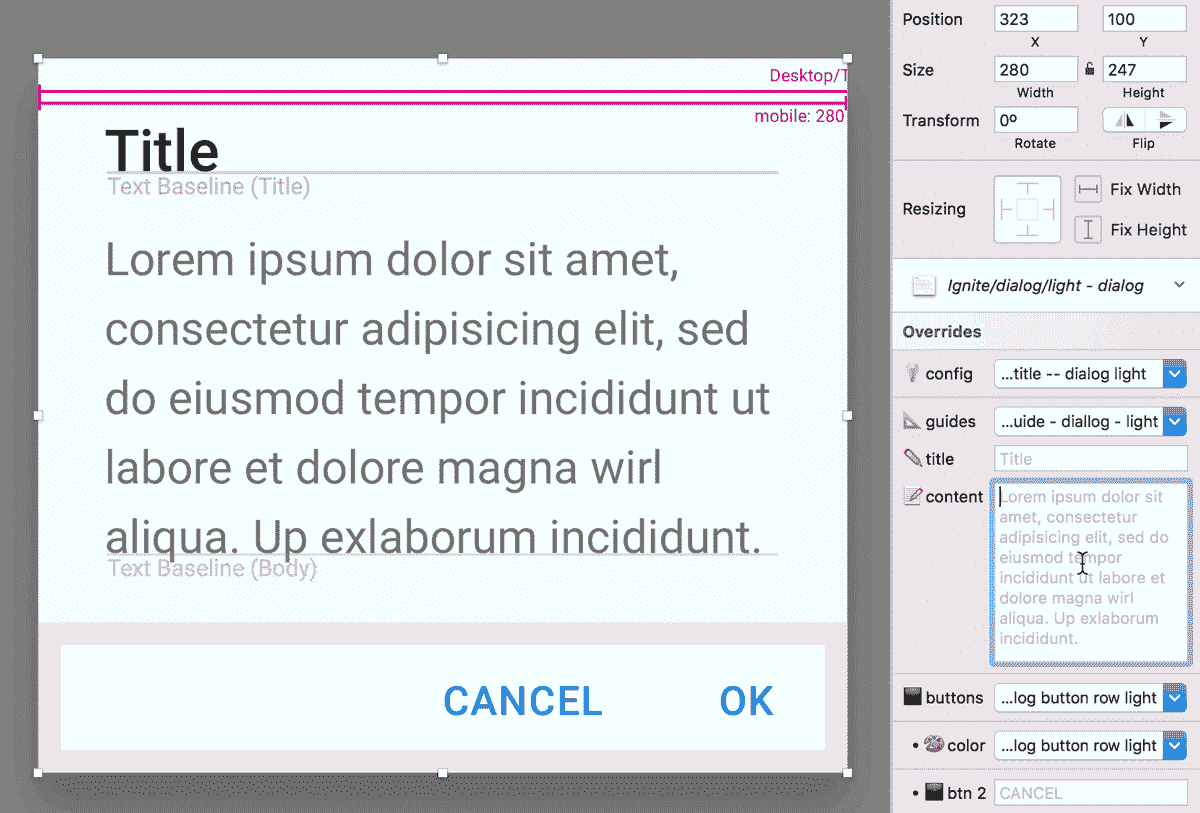 Desktop/T
mobile: 280
Title
Text Baseline (Title)
Lorem ipsum dolor sit amet,
consectetur adipisicing elit, sed
do eiusmod tempor incididunt ut
labore et dolore magna wirl
aliqua. Up exlaborum incididunt.
Text Baseline (Body)
CANCEL OK
Position 323 100
X Y
Size 280 247
Width Height
Transform 0º
Rotate Flip
Resizing
Fix Width
Fix Height
Ignite/dialog/light - dialog
Overrides
config ...title -- dialog light
guides ...uide - diallog - light
title Title
content Lorem ipsum dolor sit
amet, consectetur
adipisicing elit, sed do
eiusmod tempor
incididunt ut labore et
dolore magna wirl
aliqua. Up exlaborum
incididunt.
buttons ...log button row light
• color ...log button row light
• btn 2 CANCEL